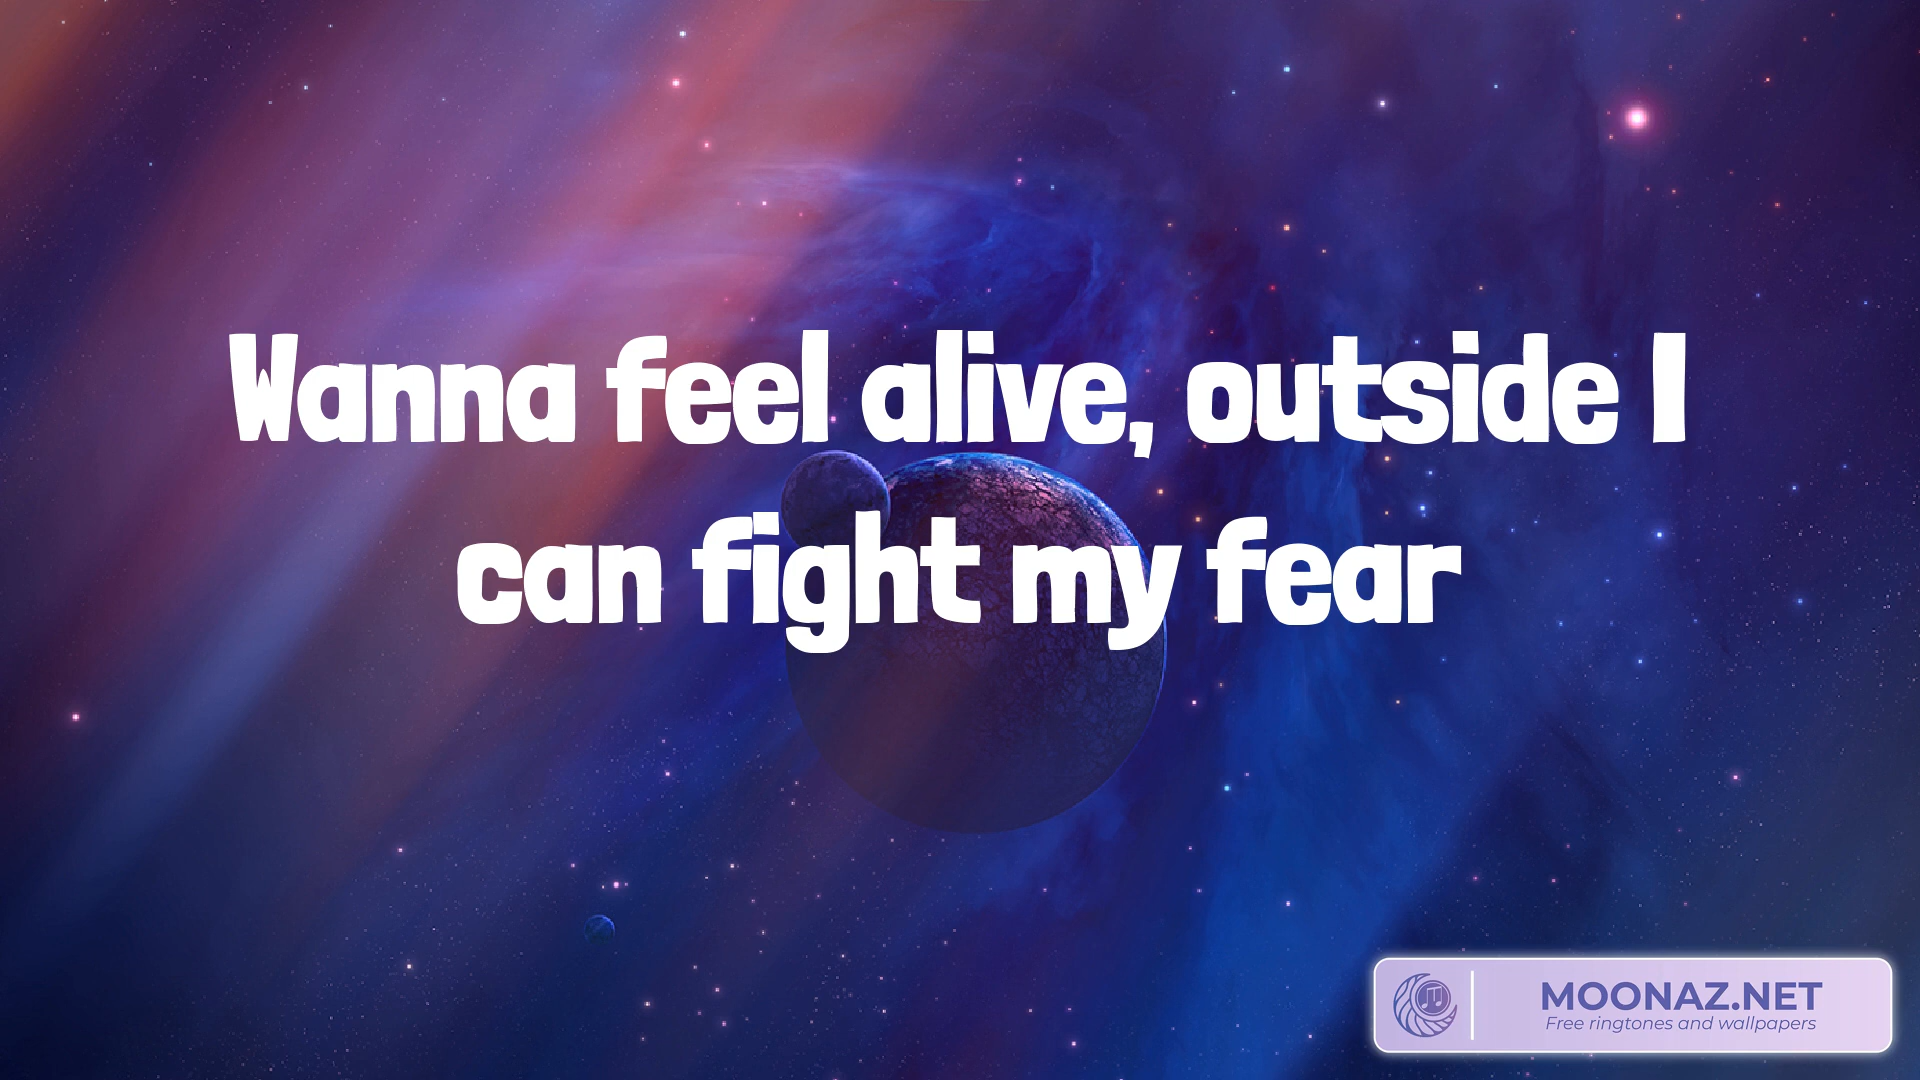 Wanna feel alive, outside I
can fight my fear
MOONAZ.NET
Free ringtones and wallpapers